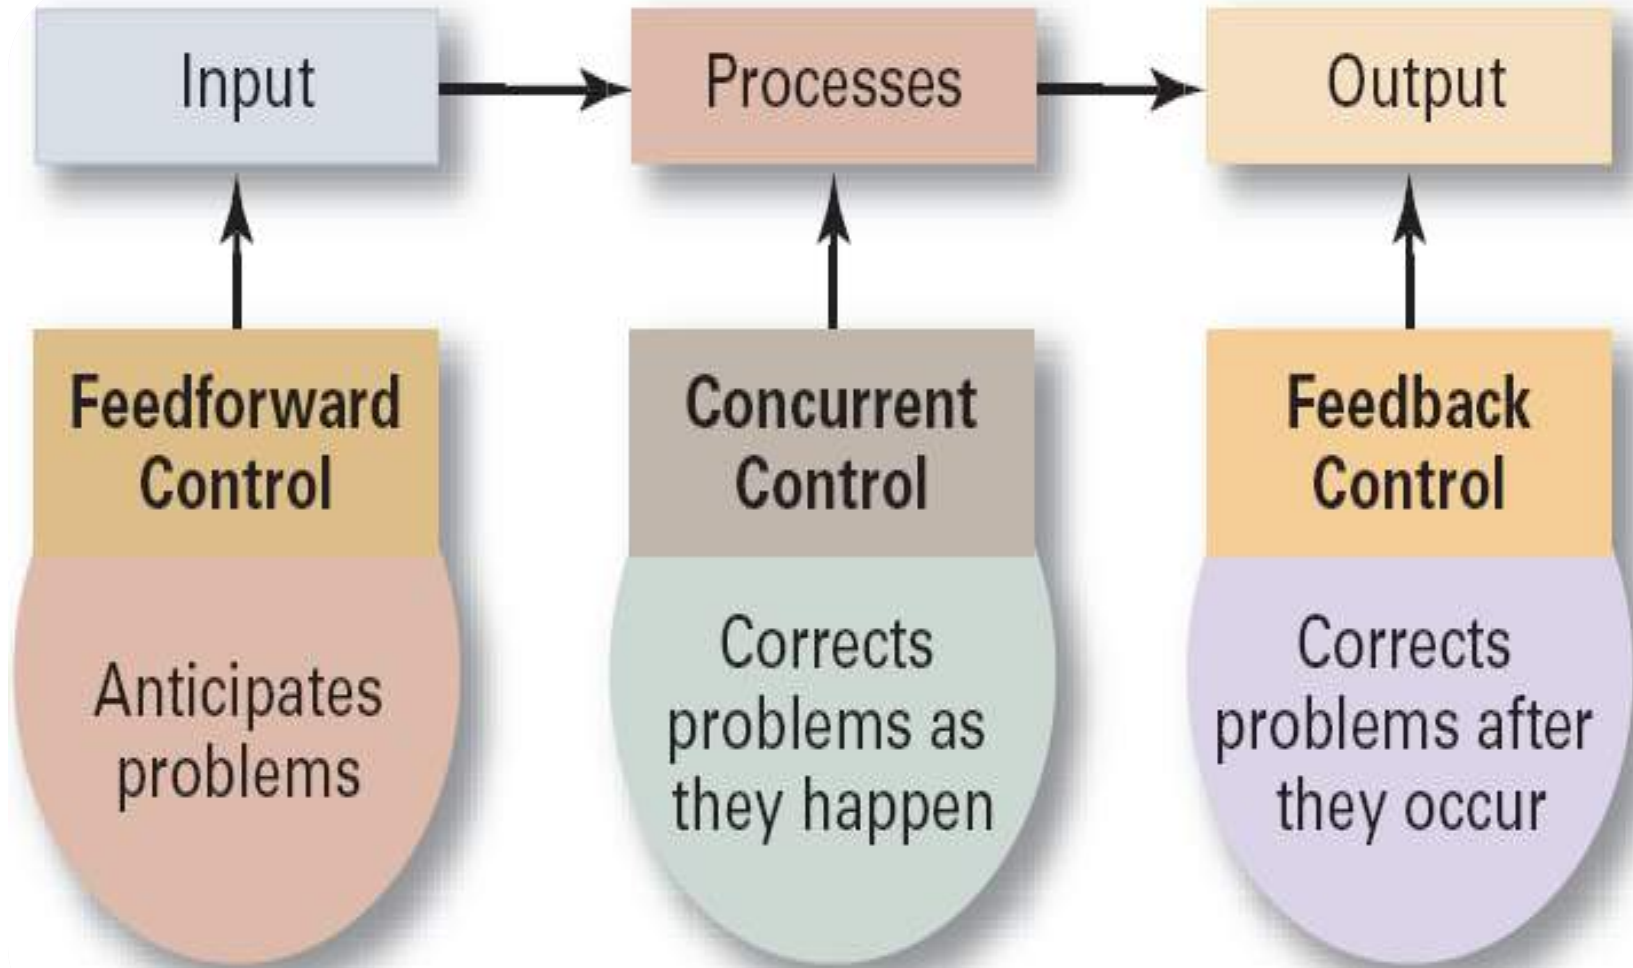 Input
Processes
Output
Feedforward
Control
Concurrent
Control
Feedback
Control
Anticipates
problems
Corrects
problems as
they happen
Corrects
problems after
they occur